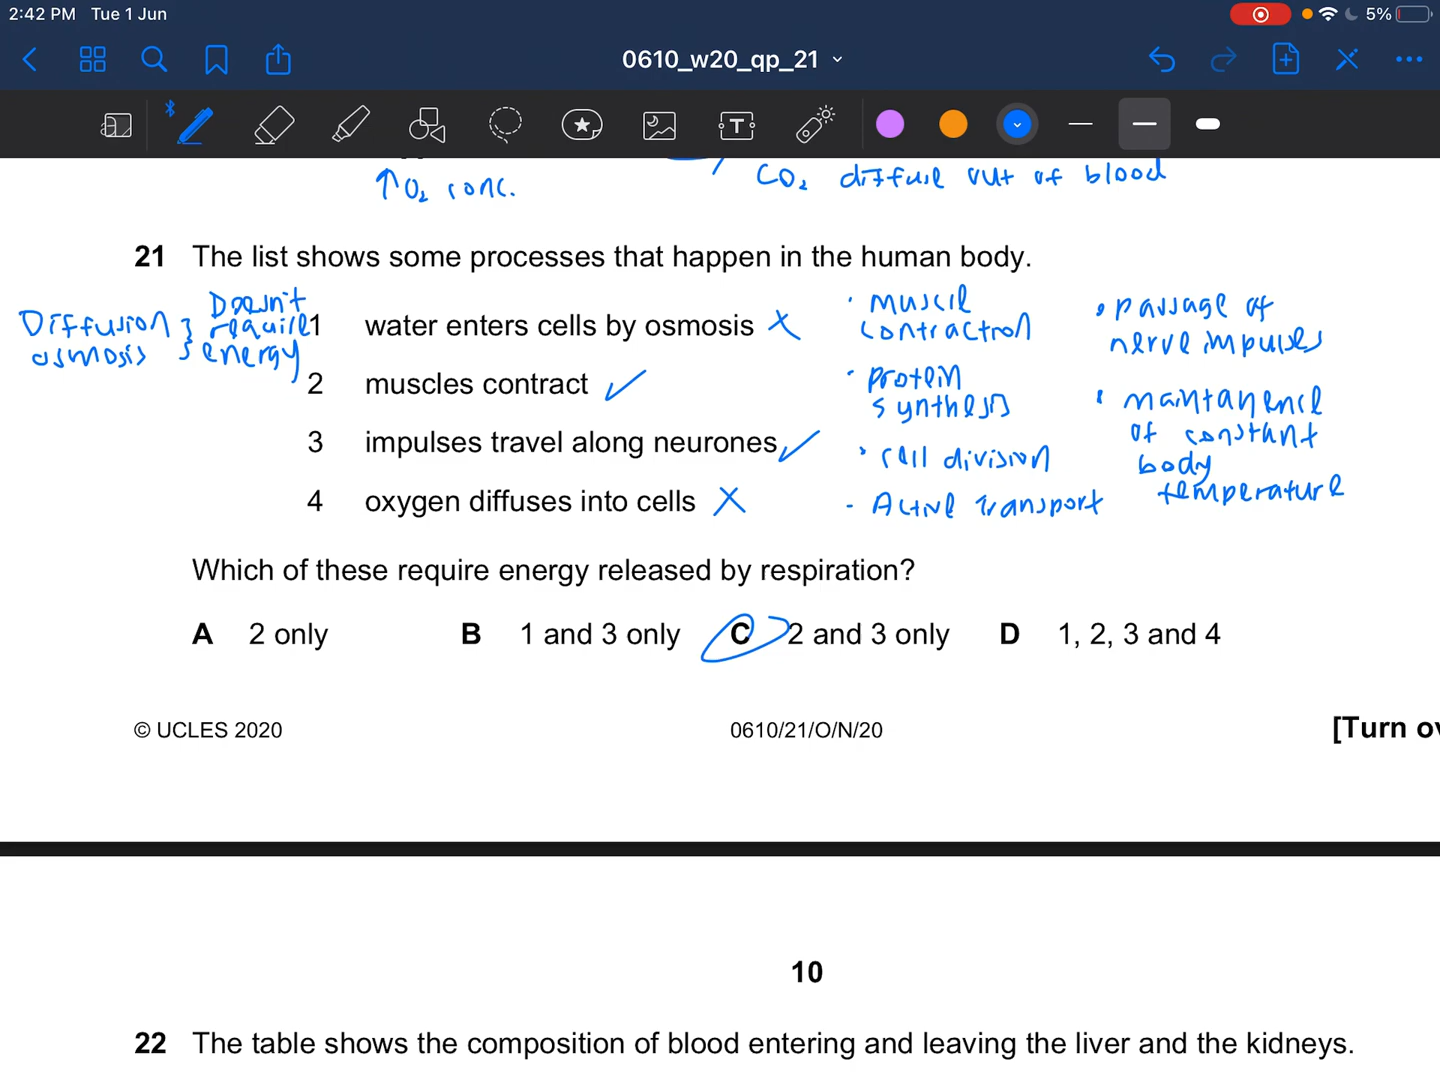 2:42 PM Tue 1 Jun 5%
0610_w20_qp_21
T
↑O₂ conc.
CO₂ diffuse out of blood
21 The list shows some processes that happen in the human body.
Diffusion
osmosis
Doesn't
require
energy
1 water enters cells by osmosis ✗
2 muscles contract ✓
3 impulses travel along neurones ✓
4 oxygen diffuses into cells ✗
• muscle
contraction
• protein
synthesis
• cell division
- Active Transport
• passage of
nerve impulses
• maintanence
of constant
body
temperature
Which of these require energy released by respiration?
A 2 only B 1 and 3 only C 2 and 3 only D 1, 2, 3 and 4
© UCLES 2020 0610/21/O/N/20 [Turn ov
10
22 The table shows the composition of blood entering and leaving the liver and the kidneys.